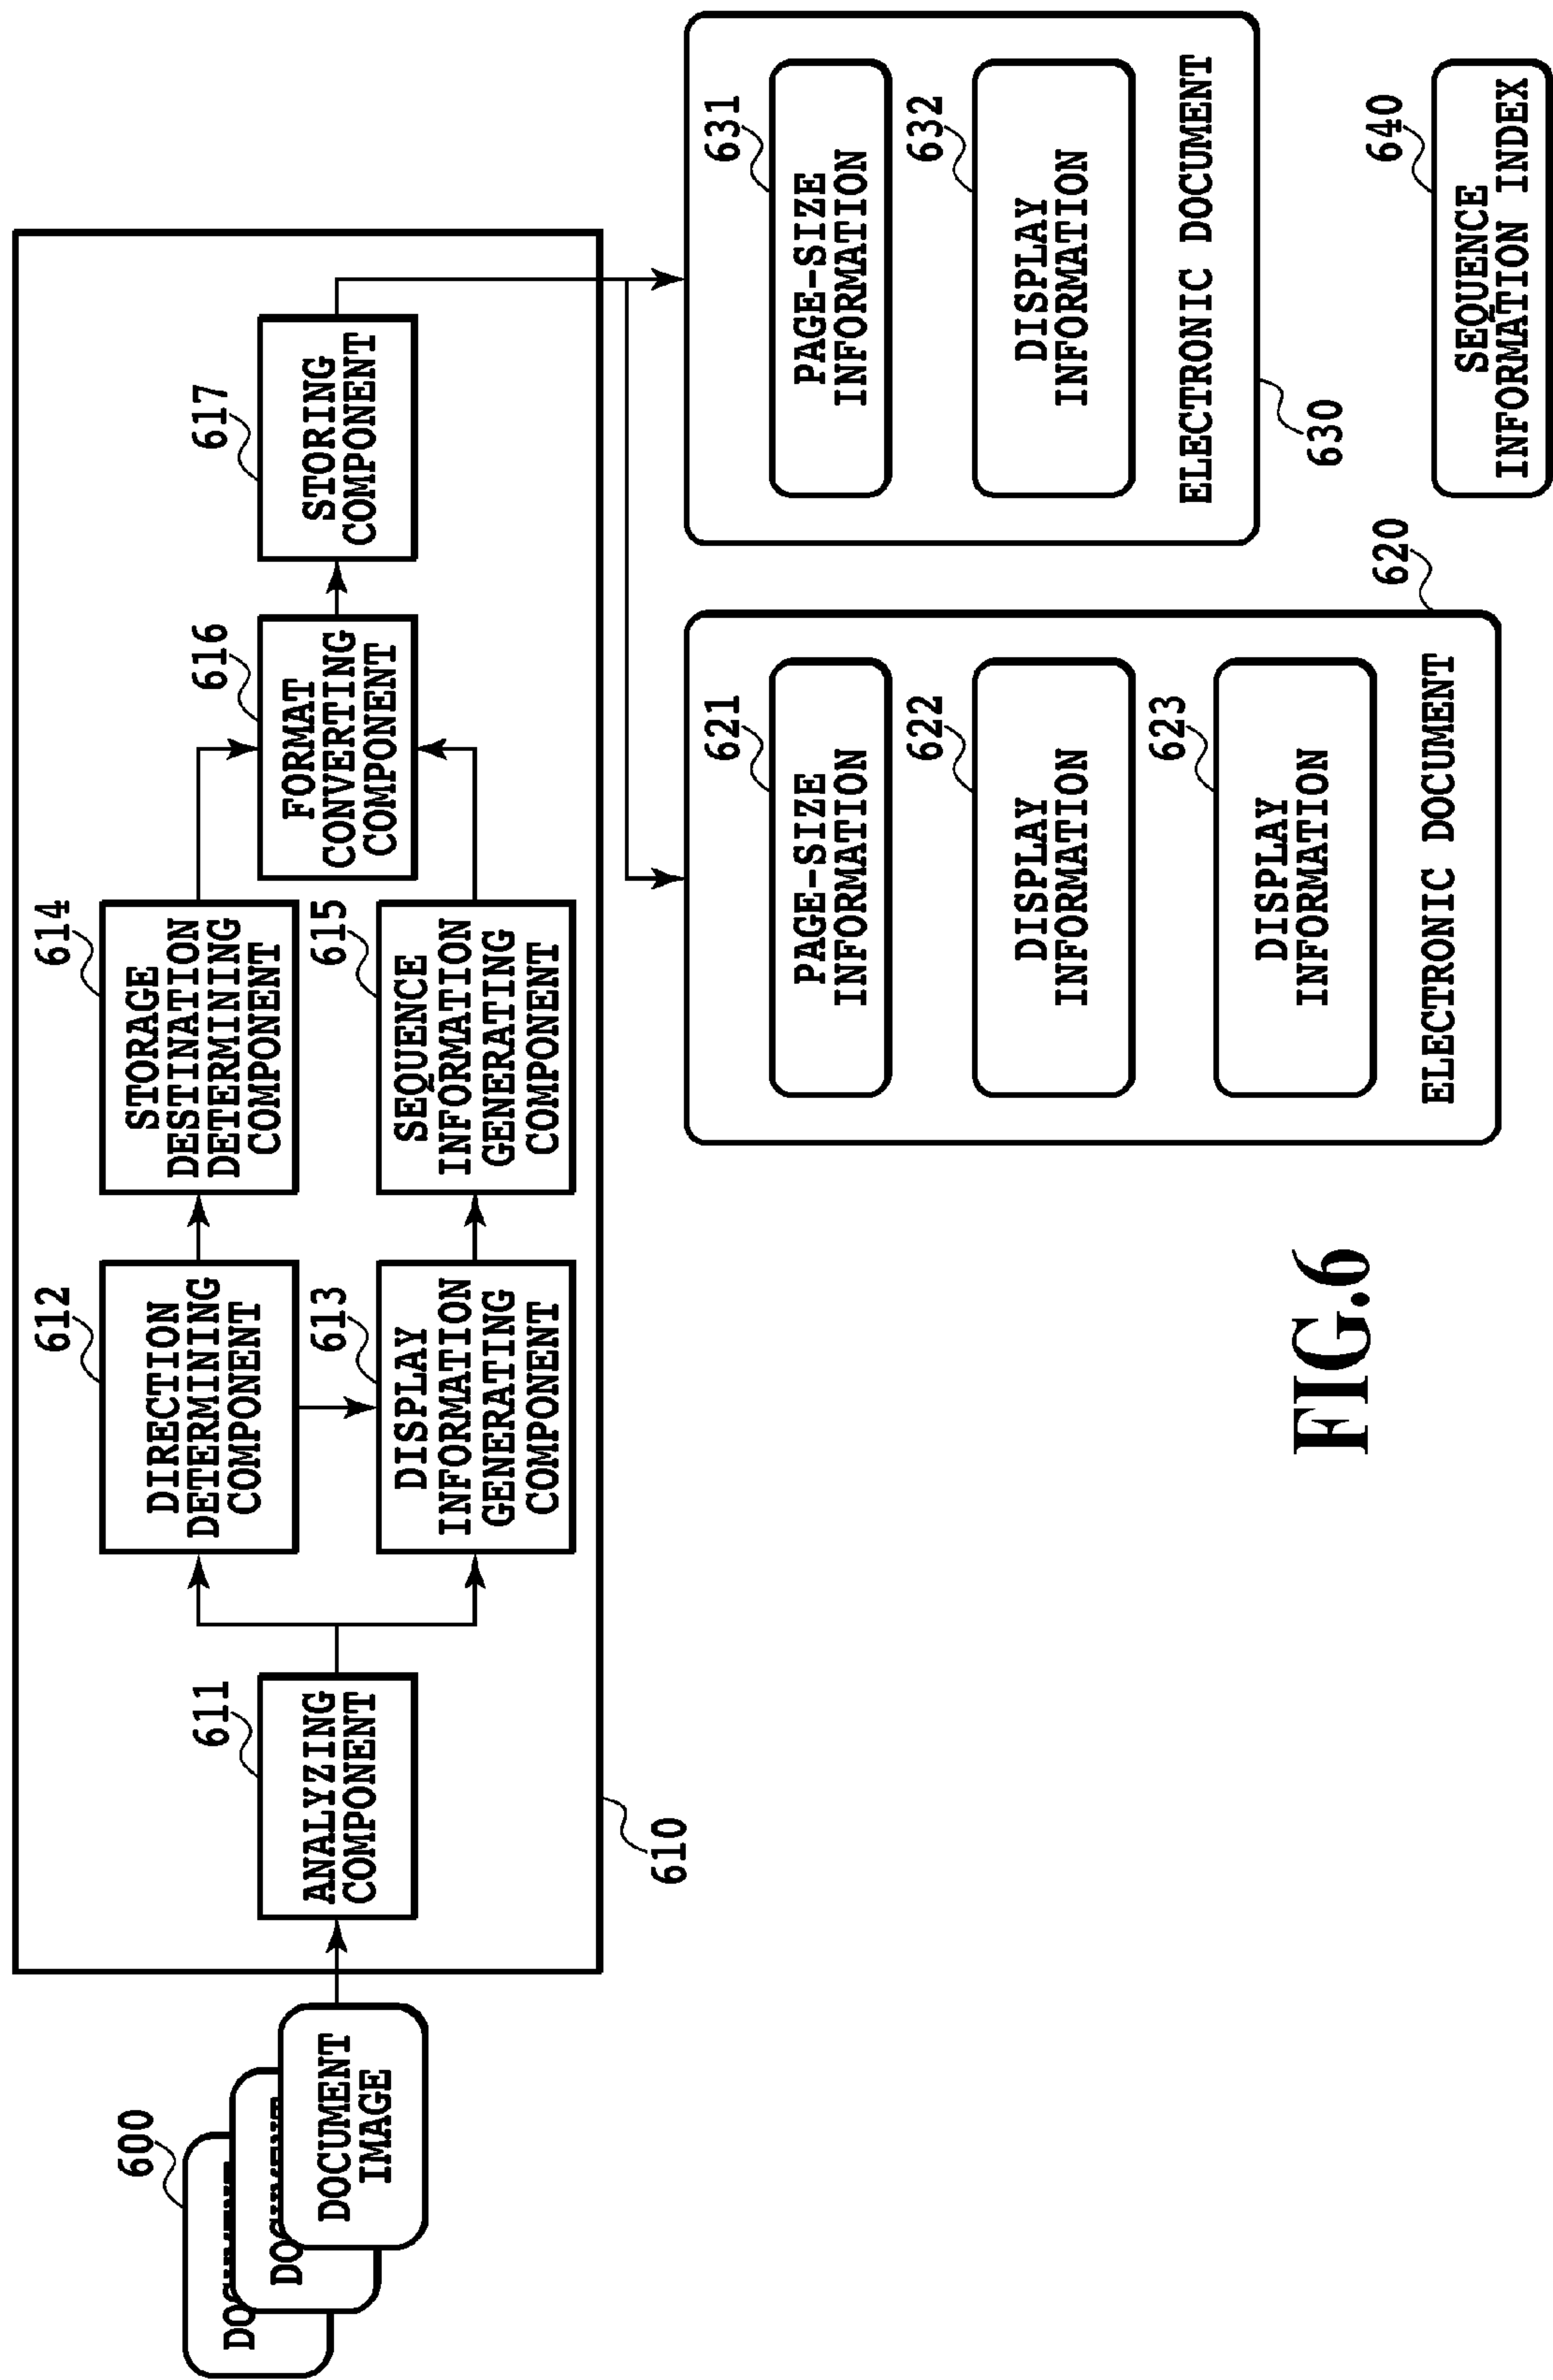 600
DOCUMENT
IMAGE
610
611
ANALYZING
COMPONENT
612
DIRECTION
DETERMINING
COMPONENT
613
DISPLAY
INFORMATION
GENERATING
COMPONENT
614
STORAGE
DESTINATION
DETERMINING
COMPONENT
615
SEQUENCE
INFORMATION
GENERATING
COMPONENT
616
FORMAT
CONVERTING
COMPONENT
617
STORING
COMPONENT
621
PAGE-SIZE
INFORMATION
622
DISPLAY
INFORMATION
623
DISPLAY
INFORMATION
ELECTRONIC DOCUMENT
620
631
PAGE-SIZE
INFORMATION
632
DISPLAY
INFORMATION
ELECTRONIC DOCUMENT
630
640
SEQUENCE
INFORMATION INDEX
FIG.6